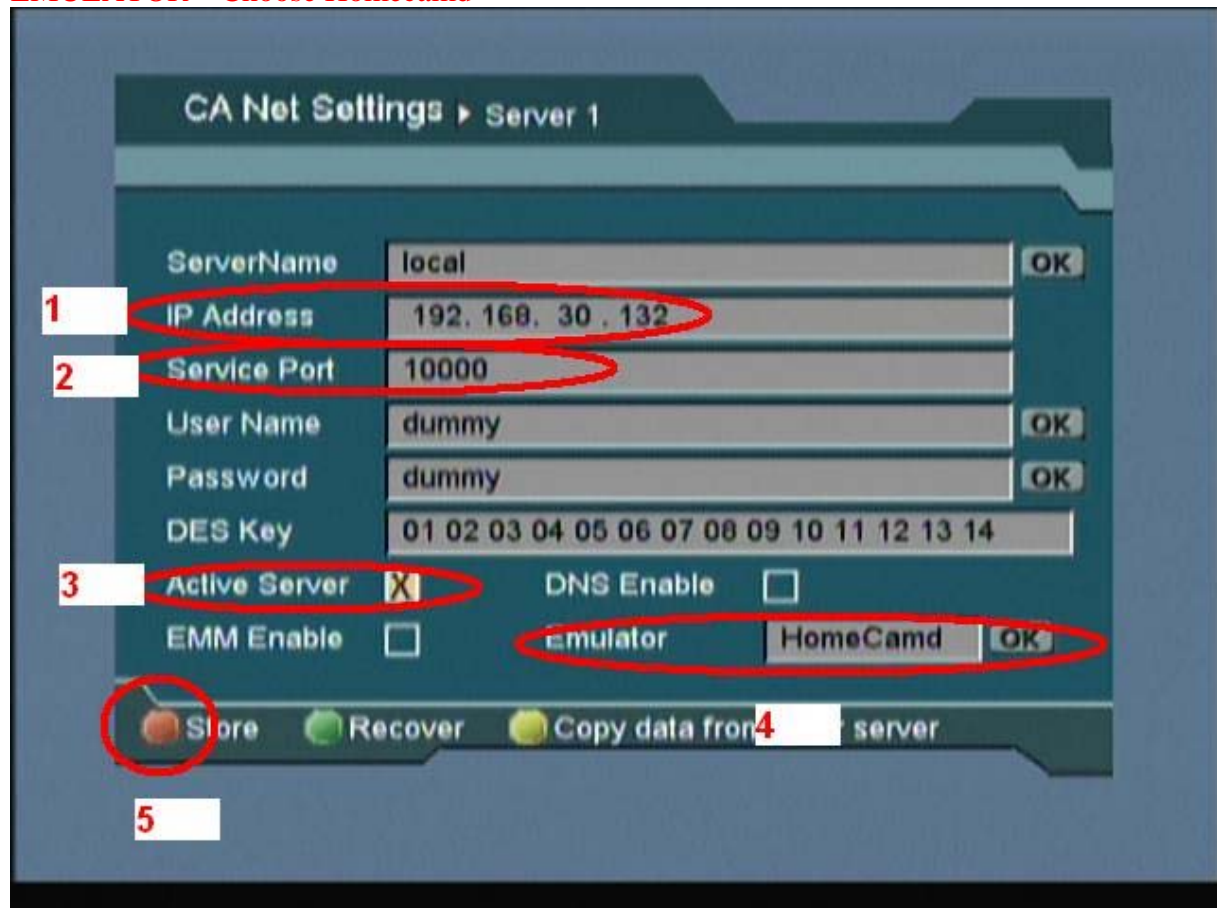 CA Net Settings ▸ Server 1
ServerName local OK
1 IP Address 192. 168. 30 . 132
2 Service Port 10000
User Name dummy OK
Password dummy OK
DES Key 01 02 03 04 05 06 07 08 09 10 11 12 13 14
3 Active Server X DNS Enable
EMM Enable Emulator HomeCamd OK
Store Recover Copy data from 4 server
5